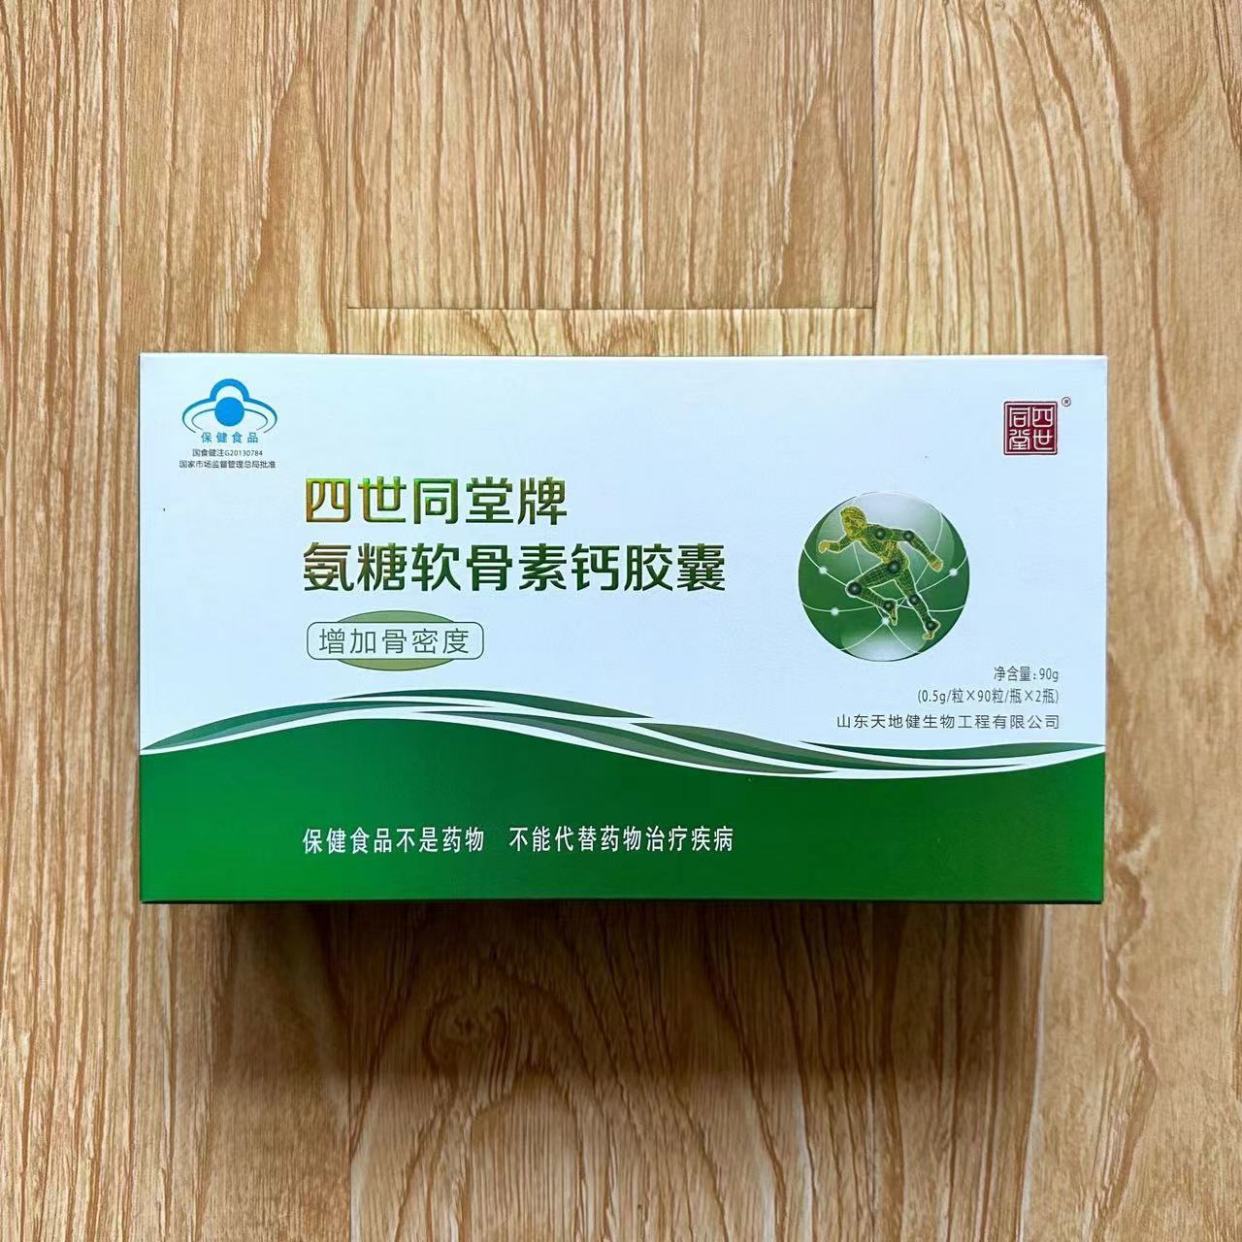 保健食品
国食健注G20130784
国家市场监督管理总局批准
四世同堂®
四世同堂牌
氨糖软骨素钙胶囊
增加骨密度
净含量:90g
(0.5g/粒×90粒/瓶×2瓶)
山东天地健生物工程有限公司
保健食品不是药物 不能代替药物治疗疾病